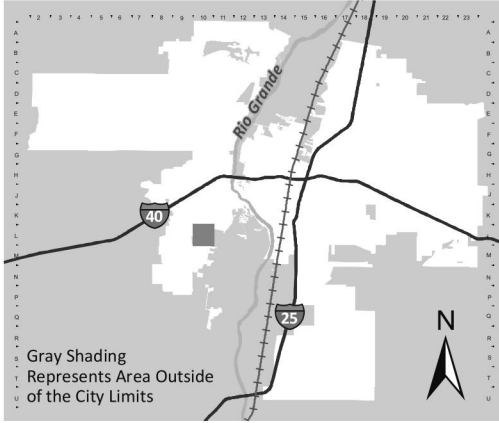 2 3 4 5 6 7 8 9 10 11 12 13 14 15 16 17 18 19 20 21 22 23
A A
B B
C C
D D
E E
F F
G G
H H
J J
K K
L L
M M
N N
P P
Q Q
R R
S S
T T
U U
Rio Grande
40
25
N
Gray Shading
Represents Area Outside
of the City Limits